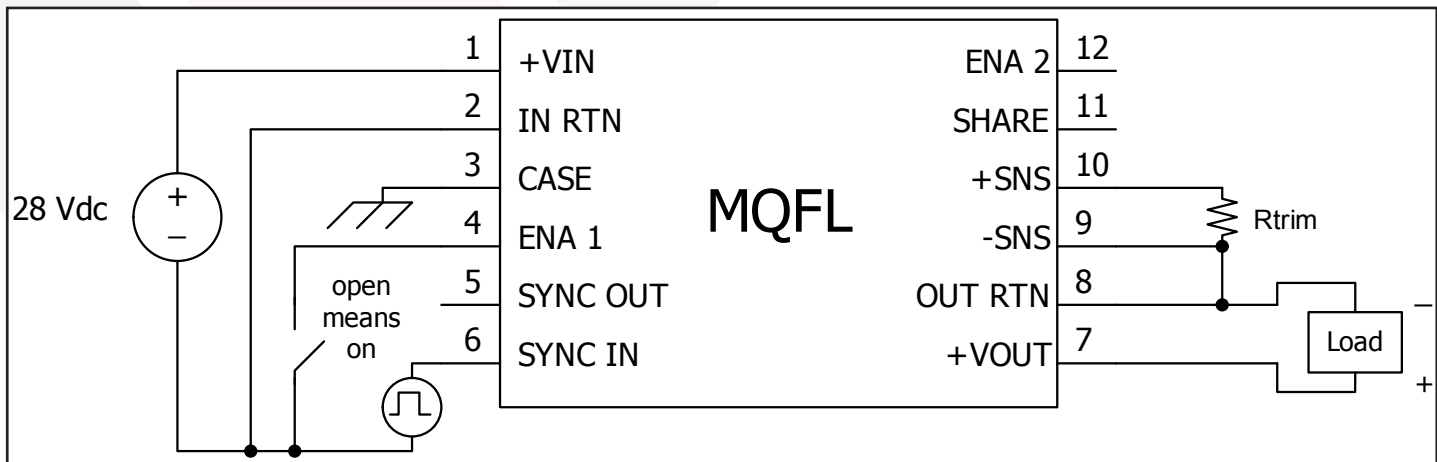 28 Vdc
+
–
1
2
3
4
5
6
open
means
on
+VIN
IN RTN
CASE
ENA 1
SYNC OUT
SYNC IN
MQFL
ENA 2
SHARE
+SNS
-SNS
OUT RTN
+VOUT
12
11
10
9
8
7
Rtrim
Load
–
+